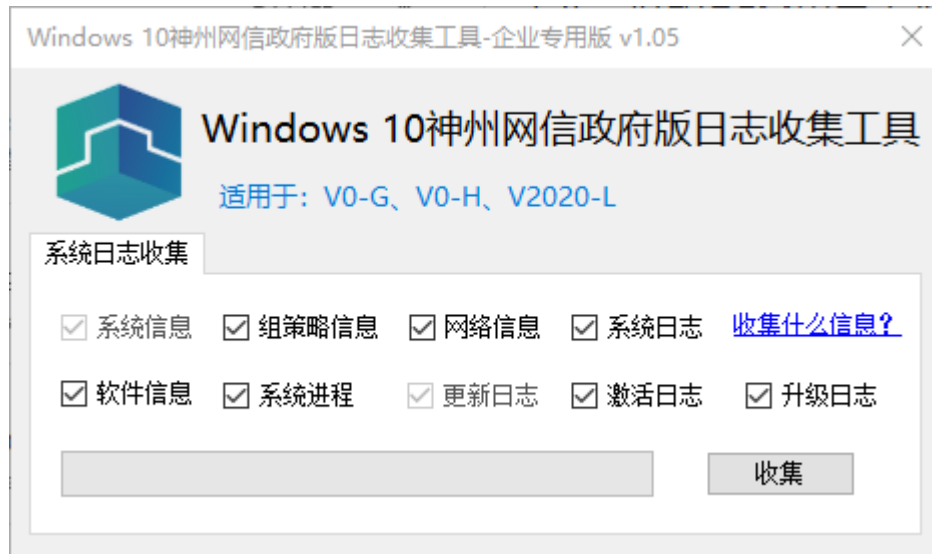 Windows 10神州网信政府版日志收集工具-企业专用版 v1.05
Windows 10神州网信政府版日志收集工具
适用于：V0-G、V0-H、V2020-L
系统日志收集
系统信息 组策略信息 网络信息 系统日志 收集什么信息？
软件信息 系统进程 更新日志 激活日志 升级日志
收集